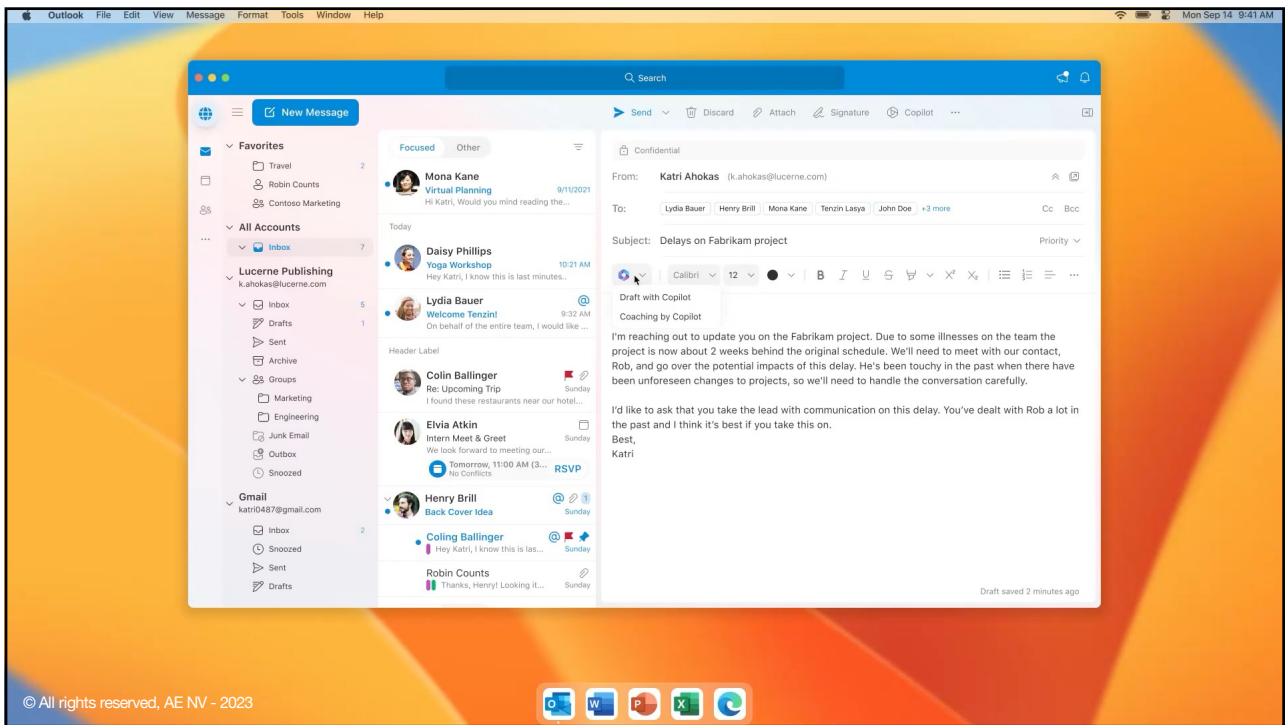 Outlook File Edit View Message Format Tools Window Help
Mon Sep 14 9:41 AM
Search
New Message
Send Discard Attach Signature Copilot ...
Favorites
Travel 2
Robin Counts
Contoso Marketing
All Accounts
Inbox 7
Lucerne Publishing
k.ahokas@lucerne.com
Inbox 5
Drafts 1
Sent
Archive
Groups
Marketing
Engineering
Junk Email
Outbox
Snoozed
Gmail
katri0487@gmail.com
Inbox 2
Snoozed
Sent
Drafts
Focused Other
Mona Kane
Virtual Planning 9/11/2021
Hi Katri, Would you mind reading the...
Today
Daisy Phillips
Yoga Workshop 10:21 AM
Hey Katri, I know this is last minutes..
Lydia Bauer @
Welcome Tenzin! 9:32 AM
On behalf of the entire team, I would like ...
Header Label
Colin Ballinger
Re: Upcoming Trip Sunday
I found these restaurants near our hotel...
Elvia Atkin
Intern Meet & Greet Sunday
We look forward to meeting our...
Tomorrow, 11:00 AM (3... RSVP
No Conflicts
Henry Brill @ 1
Back Cover Idea Sunday
Coling Ballinger @
Hey Katri, I know this is las... Sunday
Robin Counts
Thanks, Henry! Looking it... Sunday
Confidential
From: Katri Ahokas (k.ahokas@lucerne.com)
To: Lydia Bauer Henry Brill Mona Kane Tenzin Lasya John Doe +3 more Cc Bcc
Subject: Delays on Fabrikam project Priority
Calibri 12 B I U S X² X₂ ...
Draft with Copilot
Coaching by Copilot
I'm reaching out to update you on the Fabrikam project. Due to some illnesses on the team the
project is now about 2 weeks behind the original schedule. We'll need to meet with our contact,
Rob, and go over the potential impacts of this delay. He's been touchy in the past when there have
been unforeseen changes to projects, so we'll need to handle the conversation carefully.
I'd like to ask that you take the lead with communication on this delay. You've dealt with Rob a lot in
the past and I think it's best if you take this on.
Best,
Katri
Draft saved 2 minutes ago
© All rights reserved, AE NV - 2023
O W P X